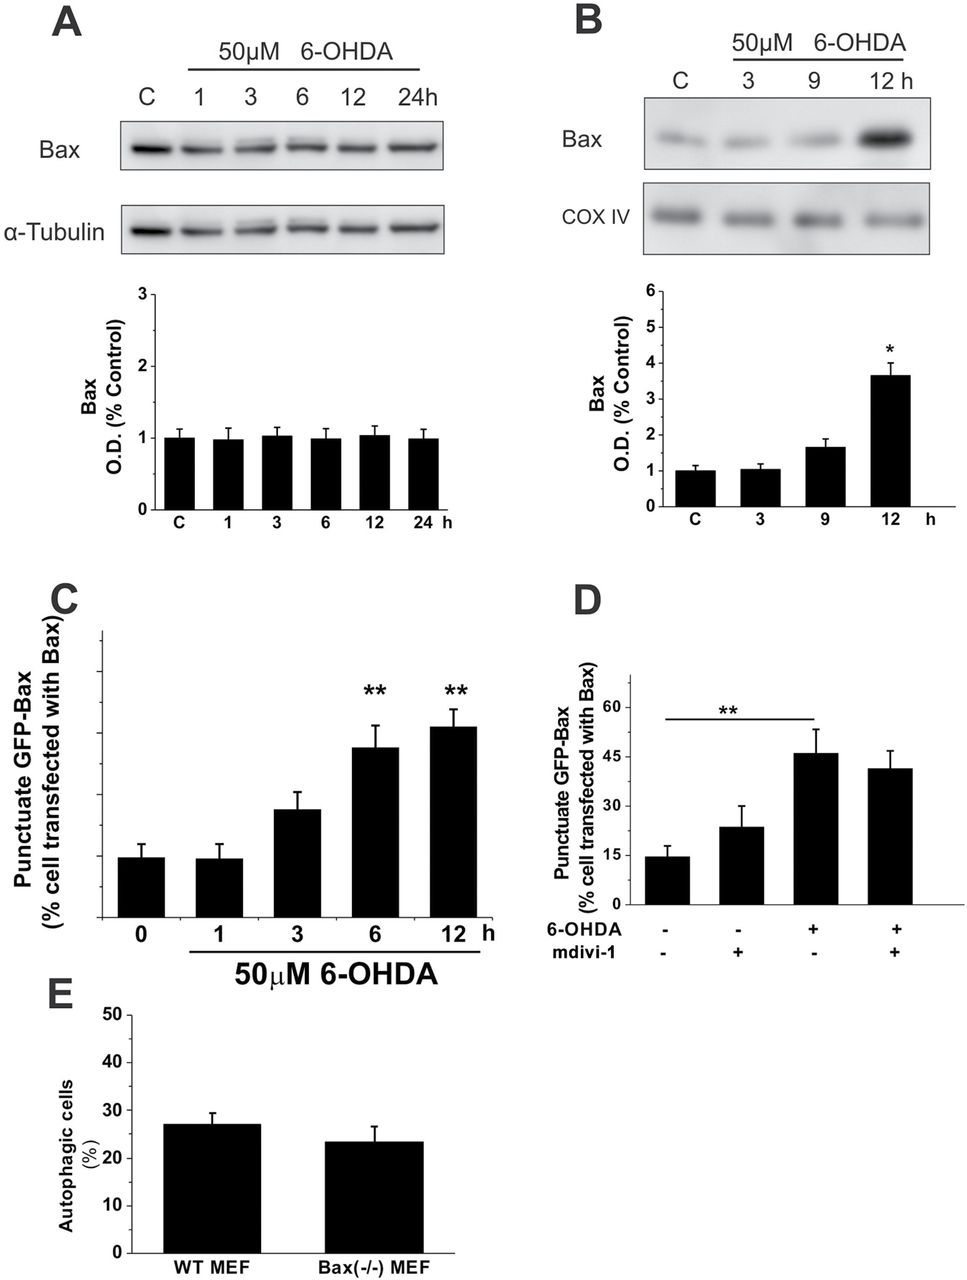 A
50μM 6-OHDA
C 1 3 6 12 24h
Bax
α-Tubulin
3
2
1
0
Bax
O.D. (% Control)
C 1 3 6 12 24 h
B
50μM 6-OHDA
C 3 9 12 h
Bax
COX IV
6
5
4
3
2
1
0
Bax
O.D. (% Control)
*
C 3 9 12 h
C
Punctuate GFP-Bax
(% cell transfected with Bax)
** **
0 1 3 6 12 h
50μM 6-OHDA
D
Punctuate GFP-Bax
(% cell transfected with Bax)
60
45
30
15
0
**
6-OHDA - - + +
mdivi-1 - + - +
E
50
40
30
20
10
0
Autophagic cells
(%)
WT MEF Bax(-/-) MEF